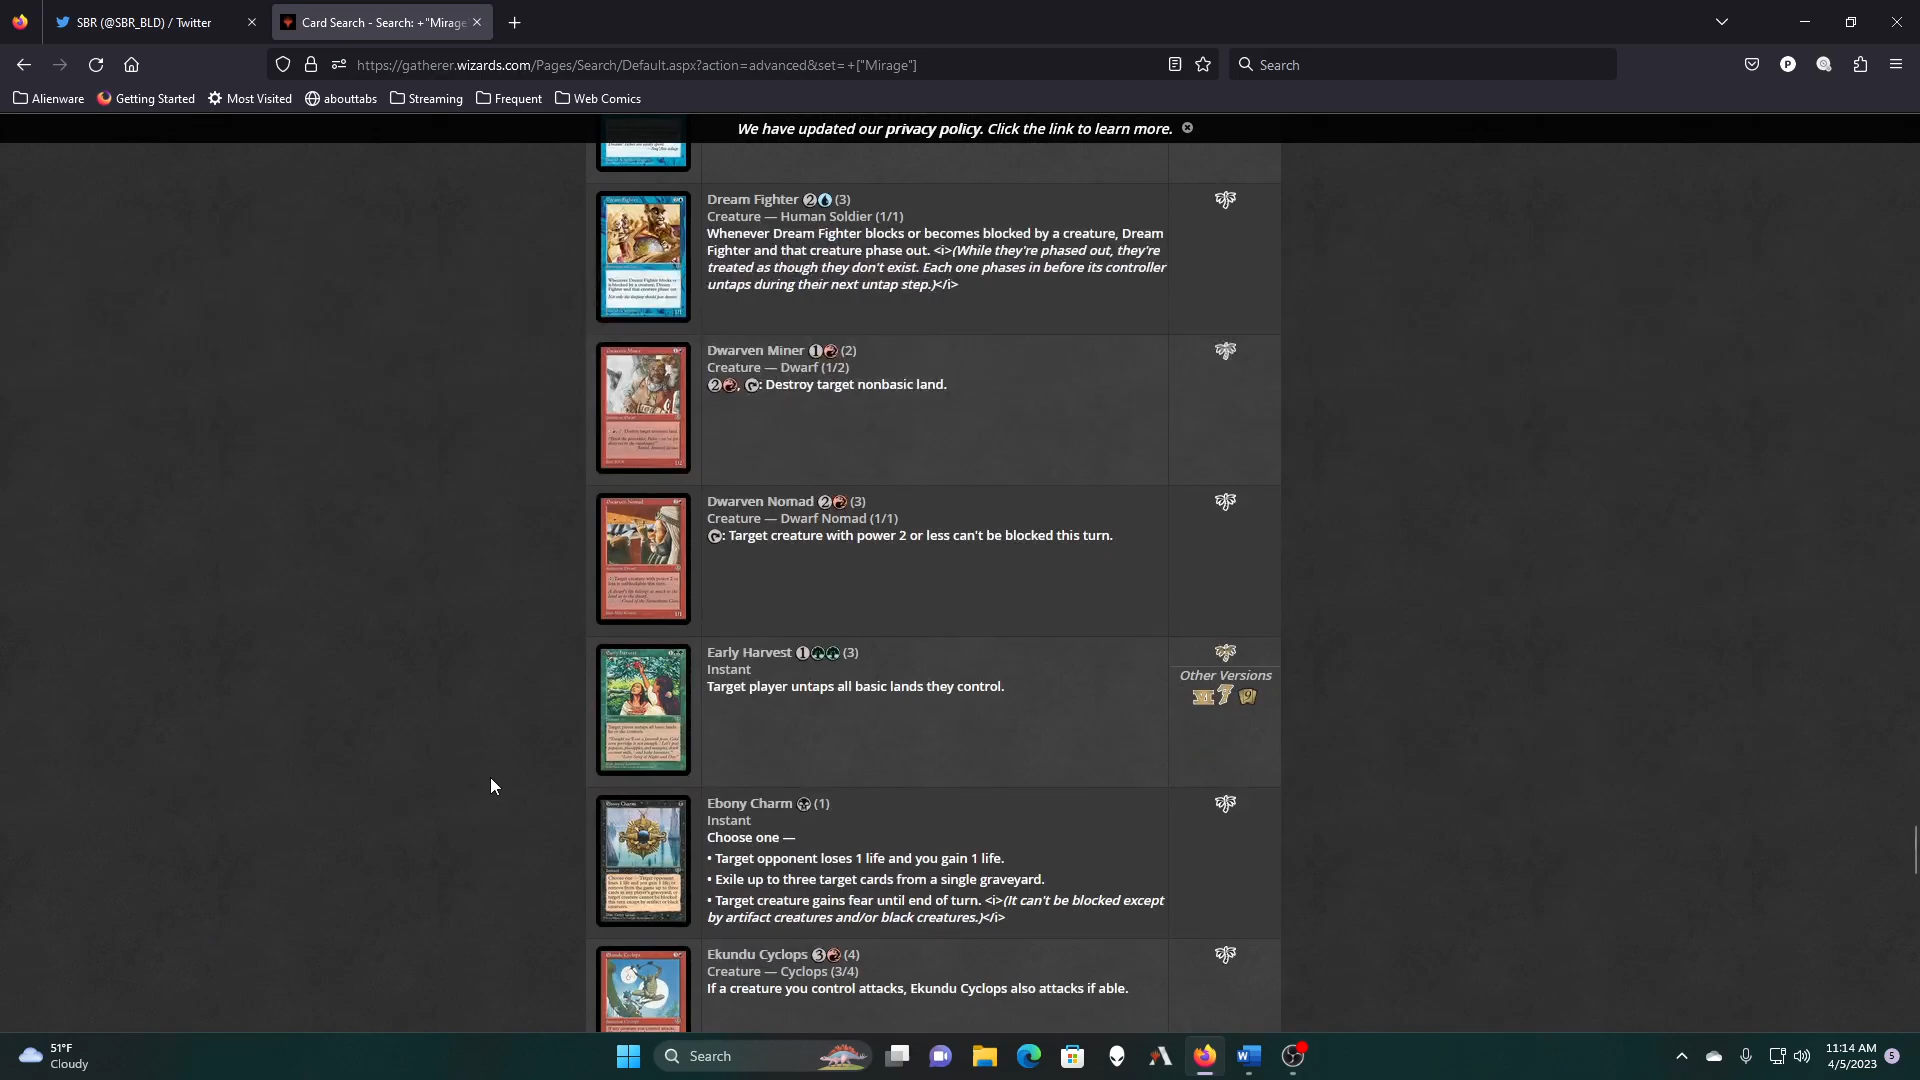 SBR (@SBR_BLD) / Twitter
Card Search - Search: +"Mirage
https://gatherer.wizards.com/Pages/Search/Default.aspx?action=advanced&set=+["Mirage"]
Search
Alienware
Getting Started
Most Visited
abouttabs
Streaming
Frequent
Web Comics
We have updated our privacy policy. Click the link to learn more.
Dream Fighter 2 (3)
Creature — Human Soldier (1/1)
Whenever Dream Fighter blocks or becomes blocked by a creature, Dream
Fighter and that creature phase out. <i>(While they're phased out, they're
treated as though they don't exist. Each one phases in before its controller
untaps during their next untap step.)</i>
Dwarven Miner 1 (2)
Creature — Dwarf (1/2)
2, : Destroy target nonbasic land.
Dwarven Nomad 2 (3)
Creature — Dwarf Nomad (1/1)
: Target creature with power 2 or less can't be blocked this turn.
Early Harvest 1 (3)
Instant
Target player untaps all basic lands they control.
Other Versions
VI 7 9
Ebony Charm (1)
Instant
Choose one —
• Target opponent loses 1 life and you gain 1 life.
• Exile up to three target cards from a single graveyard.
• Target creature gains fear until end of turn. <i>(It can't be blocked except
by artifact creatures and/or black creatures.)</i>
Ekundu Cyclops 3 (4)
Creature — Cyclops (3/4)
If a creature you control attacks, Ekundu Cyclops also attacks if able.
51°F
Cloudy
Search
11:14 AM
4/5/2023
5